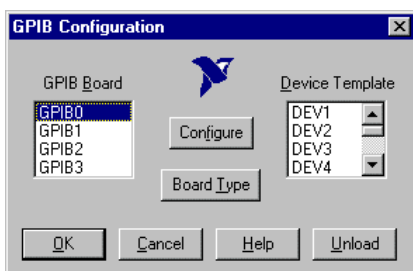 GPIB Configuration
GPIB Board
GPIB0
GPIB1
GPIB2
GPIB3
Configure
Board Type
Device Template
DEV1
DEV2
DEV3
DEV4
OK
Cancel
Help
Unload